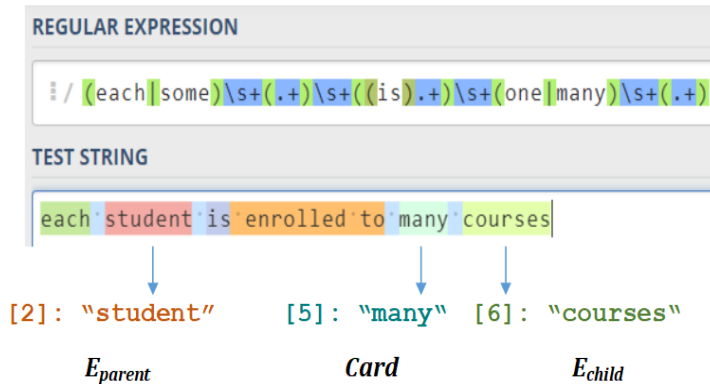 REGULAR EXPRESSION
/ (each|some)\s+(.+)\s+((is).+)\s+(one|many)\s+(.+)
TEST STRING
each student is enrolled to many courses
[2]: “student” [5]: “many“ [6]: “courses“
Eparent Card Echild